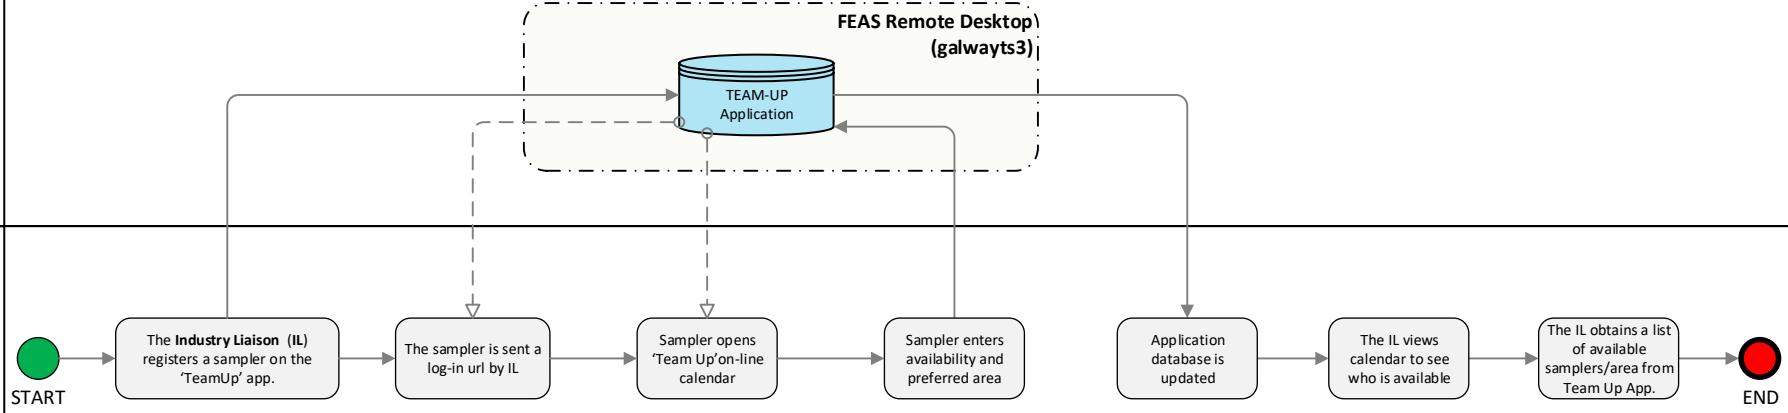 FEAS Remote Desktop
(galwayts3)
TEAM-UP
Application
START
The Industry Liaison (IL)
registers a sampler on the
‘TeamUp’ app.
The sampler is sent a
log-in url by IL
Sampler opens
‘Team Up’on-line
calendar
Sampler enters
availability and
preferred area
Application
database is
updated
The IL views
calendar to see
who is available
The IL obtains a list
of available
samplers/area from
Team Up App.
END